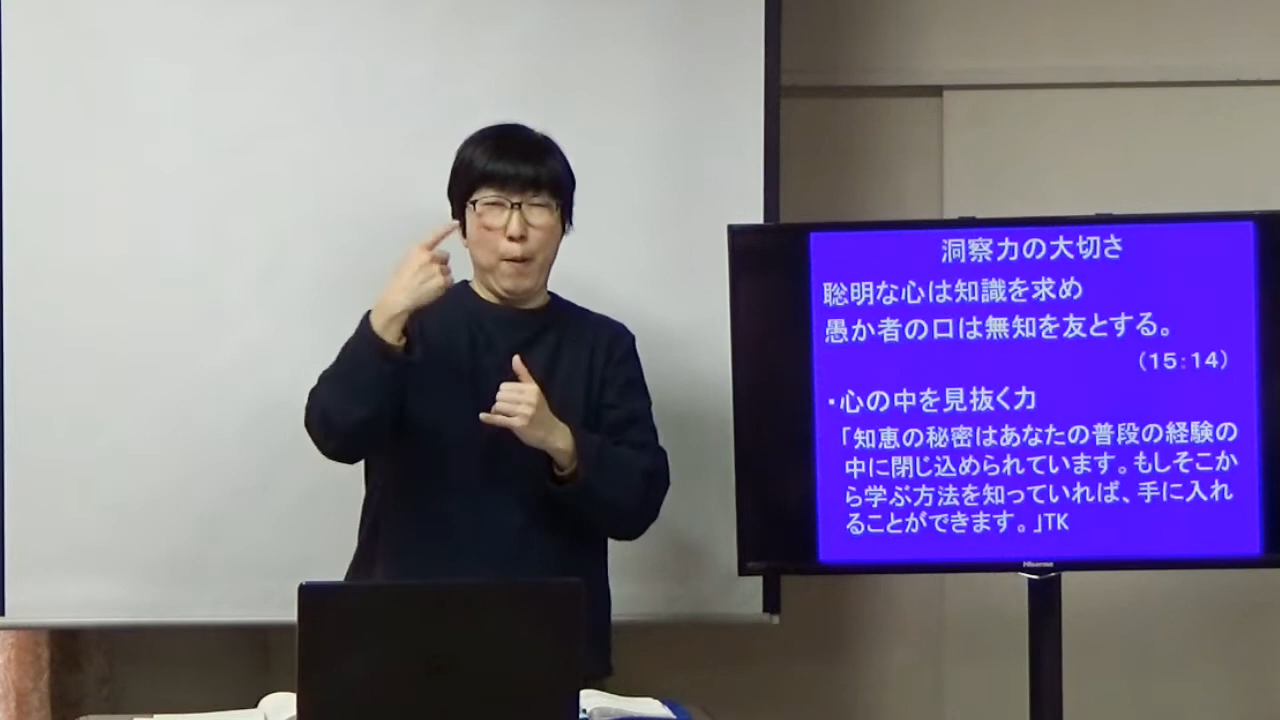 洞察力の大切さ
聡明な心は知識を求め
愚か者の口は無知を友とする。
（15：14）
・心の中を見抜く力
「知恵の秘密はあなたの普段の経験の
中に閉じ込められています。もしそこか
ら学ぶ方法を知っていれば、手に入れ
ることができます。」TK
Hisense